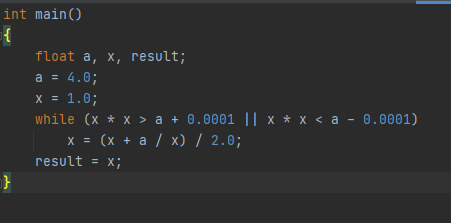 int main()
{
    float a, x, result;
    a = 4.0;
    x = 1.0;
    while (x * x > a + 0.0001 || x * x < a - 0.0001)
        x = (x + a / x) / 2.0;
    result = x;
}